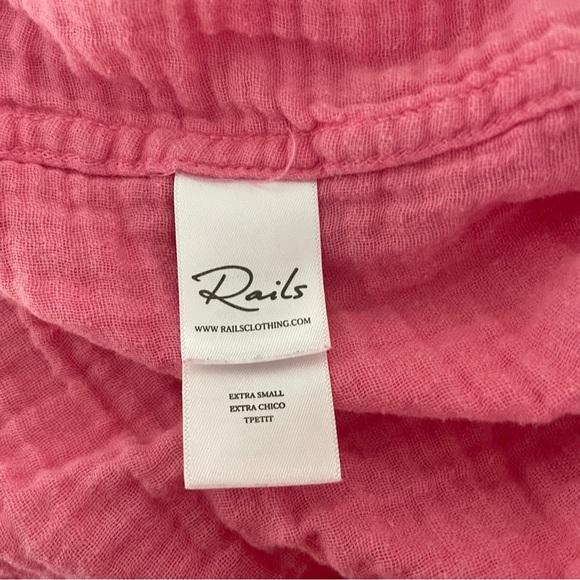 Rails
WWW.RAILSCLOTHING.COM
EXTRA SMALL
EXTRA CHICO
TPETIT